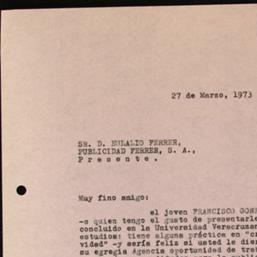 27 de Marzo, 1973
SR. D. EULALIO FERRER,
PUBLICIDAD FERRER, S. A.,
P r e s e n t e .
Muy fino amigo:
el joven FRANCISCO
-a quien tengo el gusto de presentarle
concluido en la Universidad Veracruzana
estudios: tiene alguna práctica en
vidad" -y sería feliz si usted le
su egregia Agencia oportunidad de